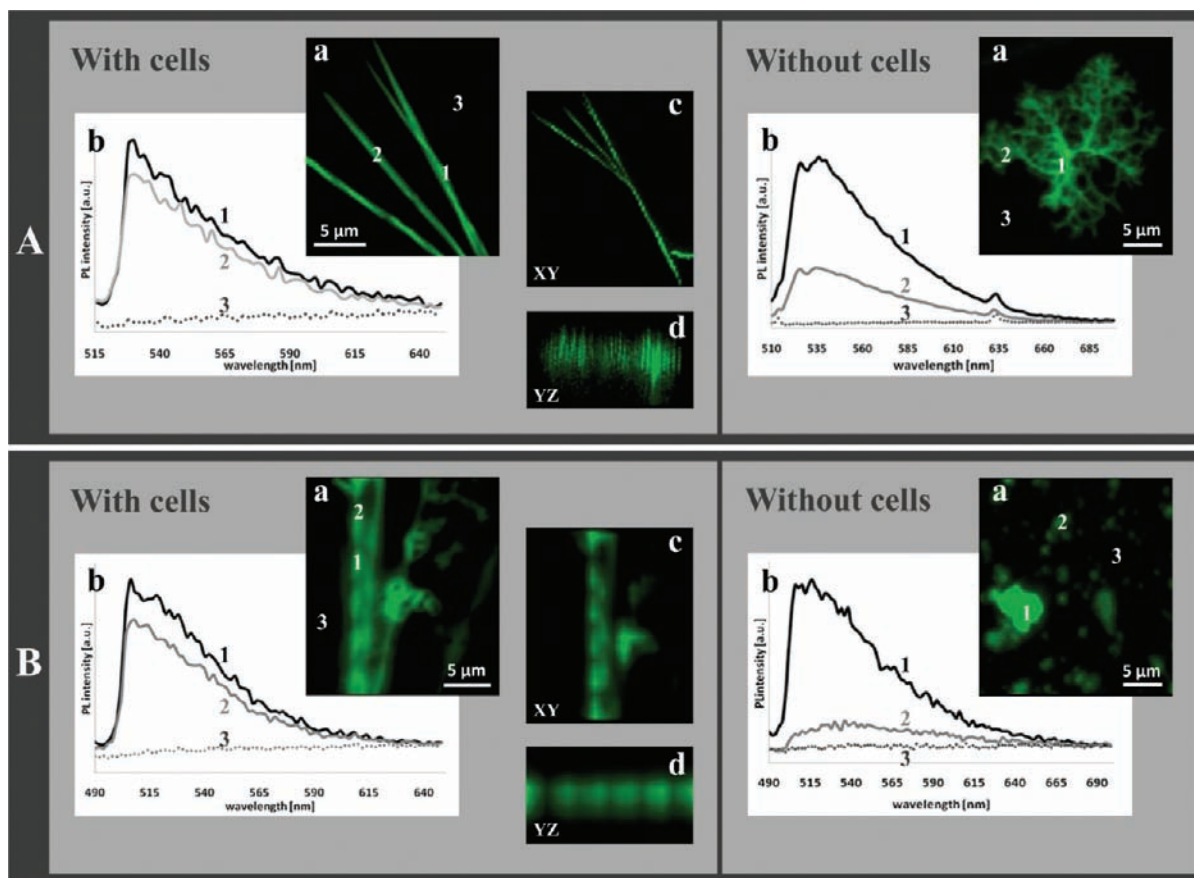 A
With cells
a
3
2
1
5 µm
b
PL intensity [a.u.]
1
2
3
515 540 565 590 615 640
wavelength [nm]
c
XY
d
YZ
Without cells
a
2
1
3
5 µm
b
PL intensity [a.u.]
1
2
3
510 535 560 585 610 635 660 685
wavelength [nm]
B
With cells
a
2
1
3
5 µm
b
PL intensity [a.u.]
1
2
3
490 515 540 565 590 615 640
wavelength [nm]
c
XY
d
YZ
Without cells
a
2
3
1
5 µm
b
PL intensity [a.u.]
1
2
3
490 515 540 565 590 615 640 665 690
wavelength [nm]